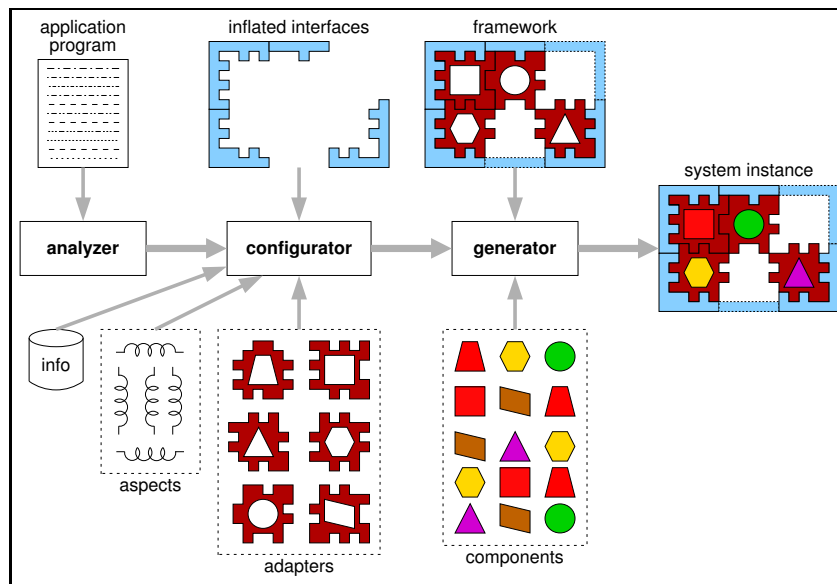 application
program
inflated interfaces
framework
system instance
analyzer
configurator
generator
info
aspects
adapters
components